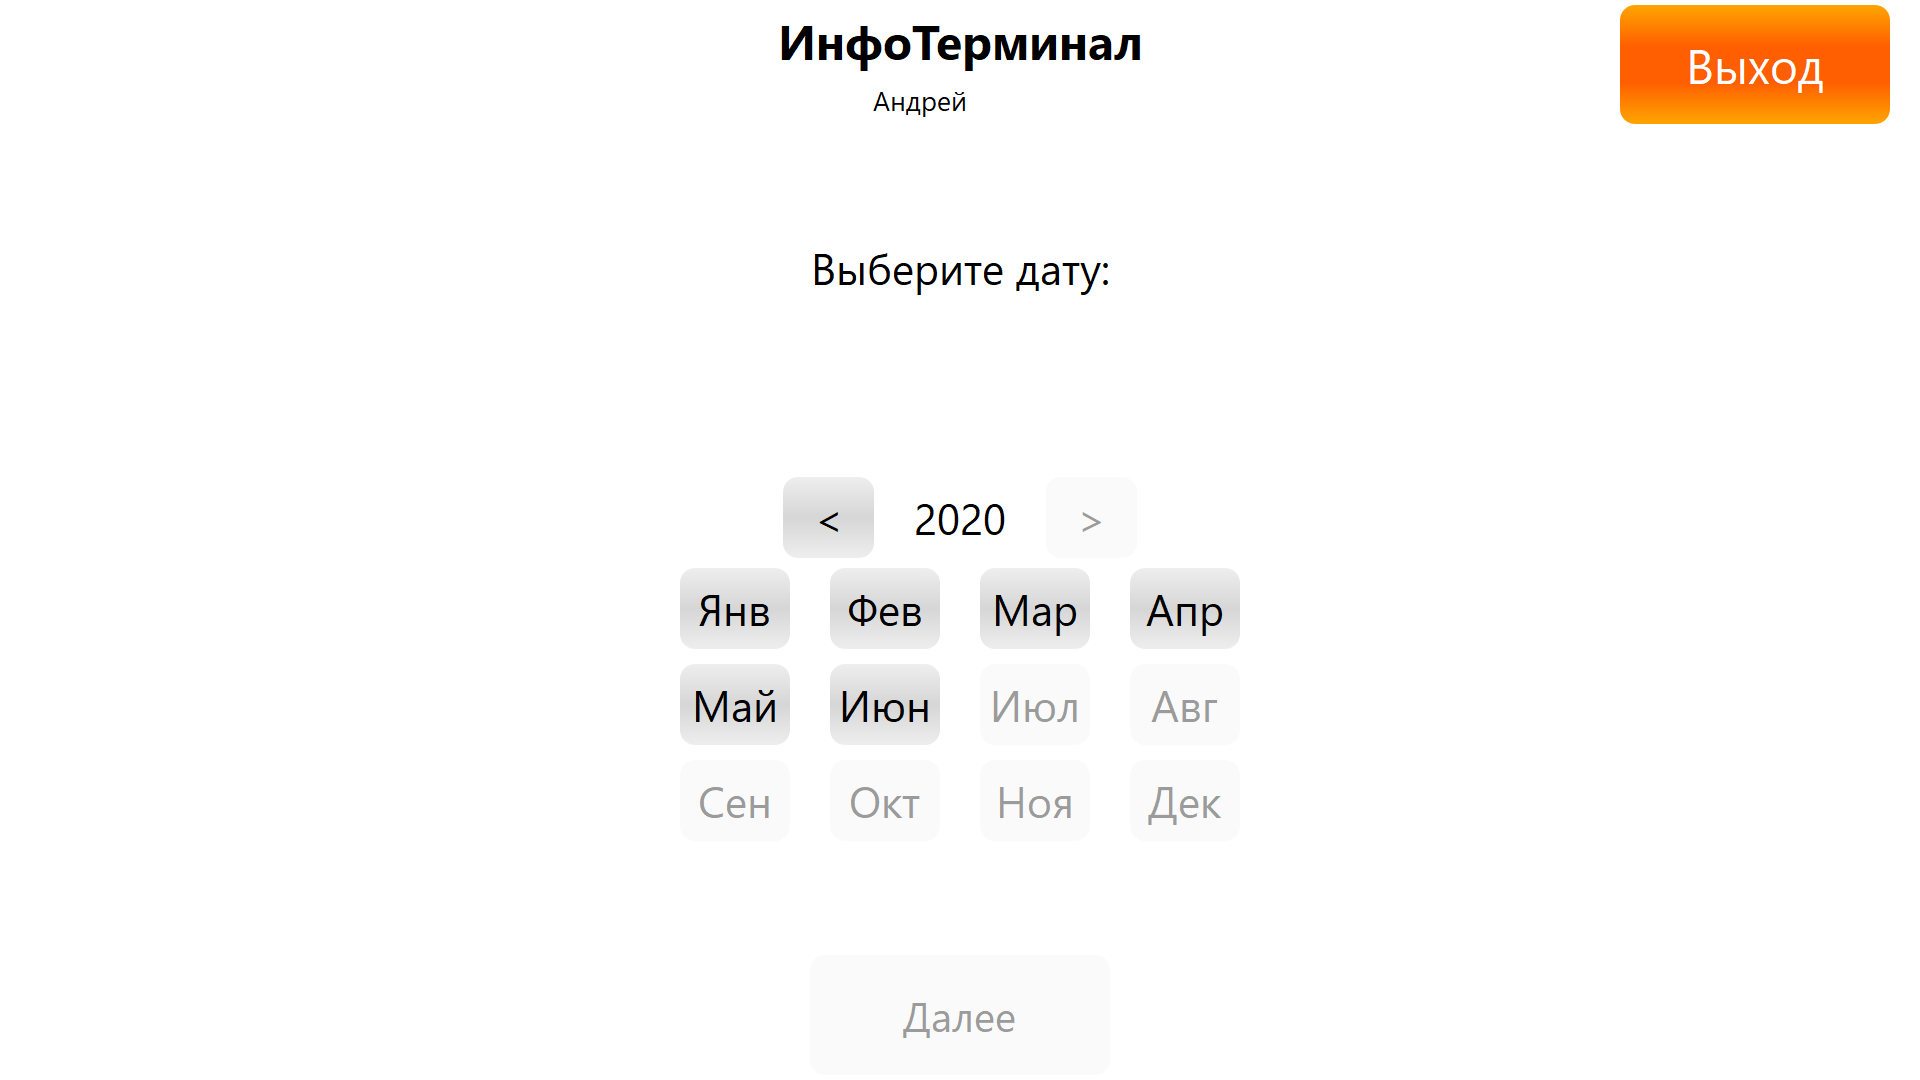 ИнфоТерминал
Выход
Андрей
Выберите дату:
< 2020 >
Янв Фев Мар Апр
Май Июн Июл Авг
Сен Окт Ноя Дек
Далее